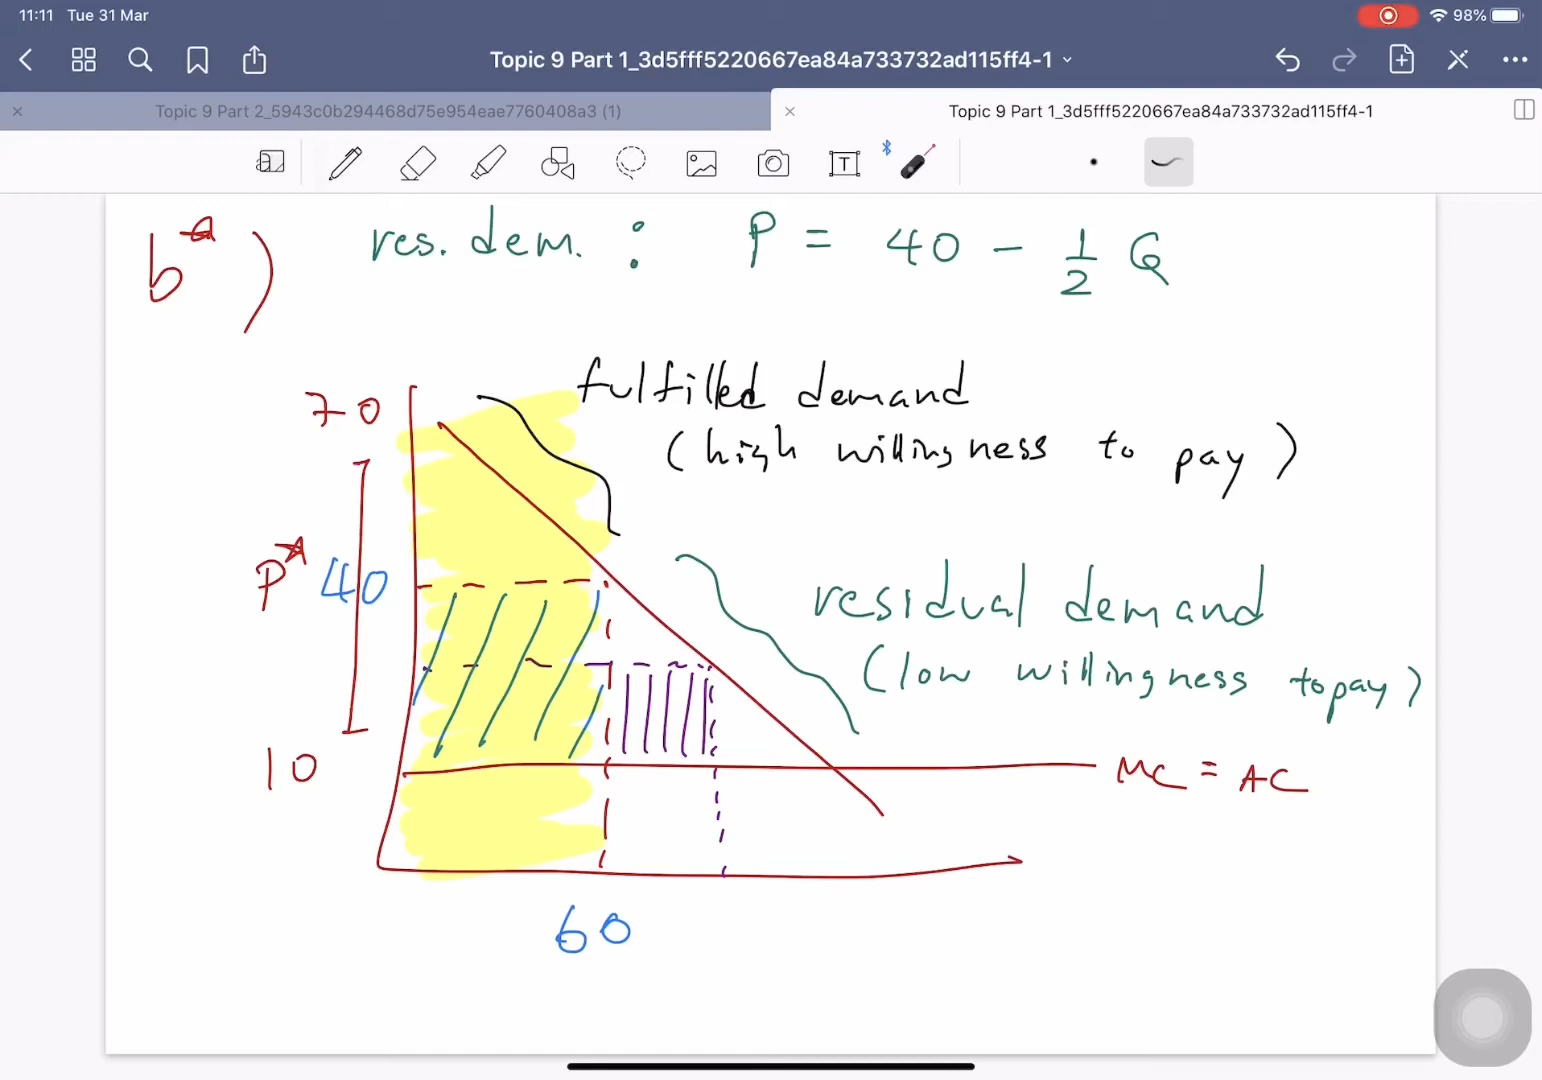 11:11 Tue 31 Mar 98%
Topic 9 Part 1_3d5fff5220667ea84a733732ad115ff4-1
Topic 9 Part 2_5943c0b294468d75e954eae7760408a3 (1)
Topic 9 Part 1_3d5fff5220667ea84a733732ad115ff4-1
T
b*) res. dem. : P = 40 - 1/2 Q
fulfilled demand
70
(high willingness to pay)
P* 40
residual demand
(low willingness to pay)
10
MC = AC
60